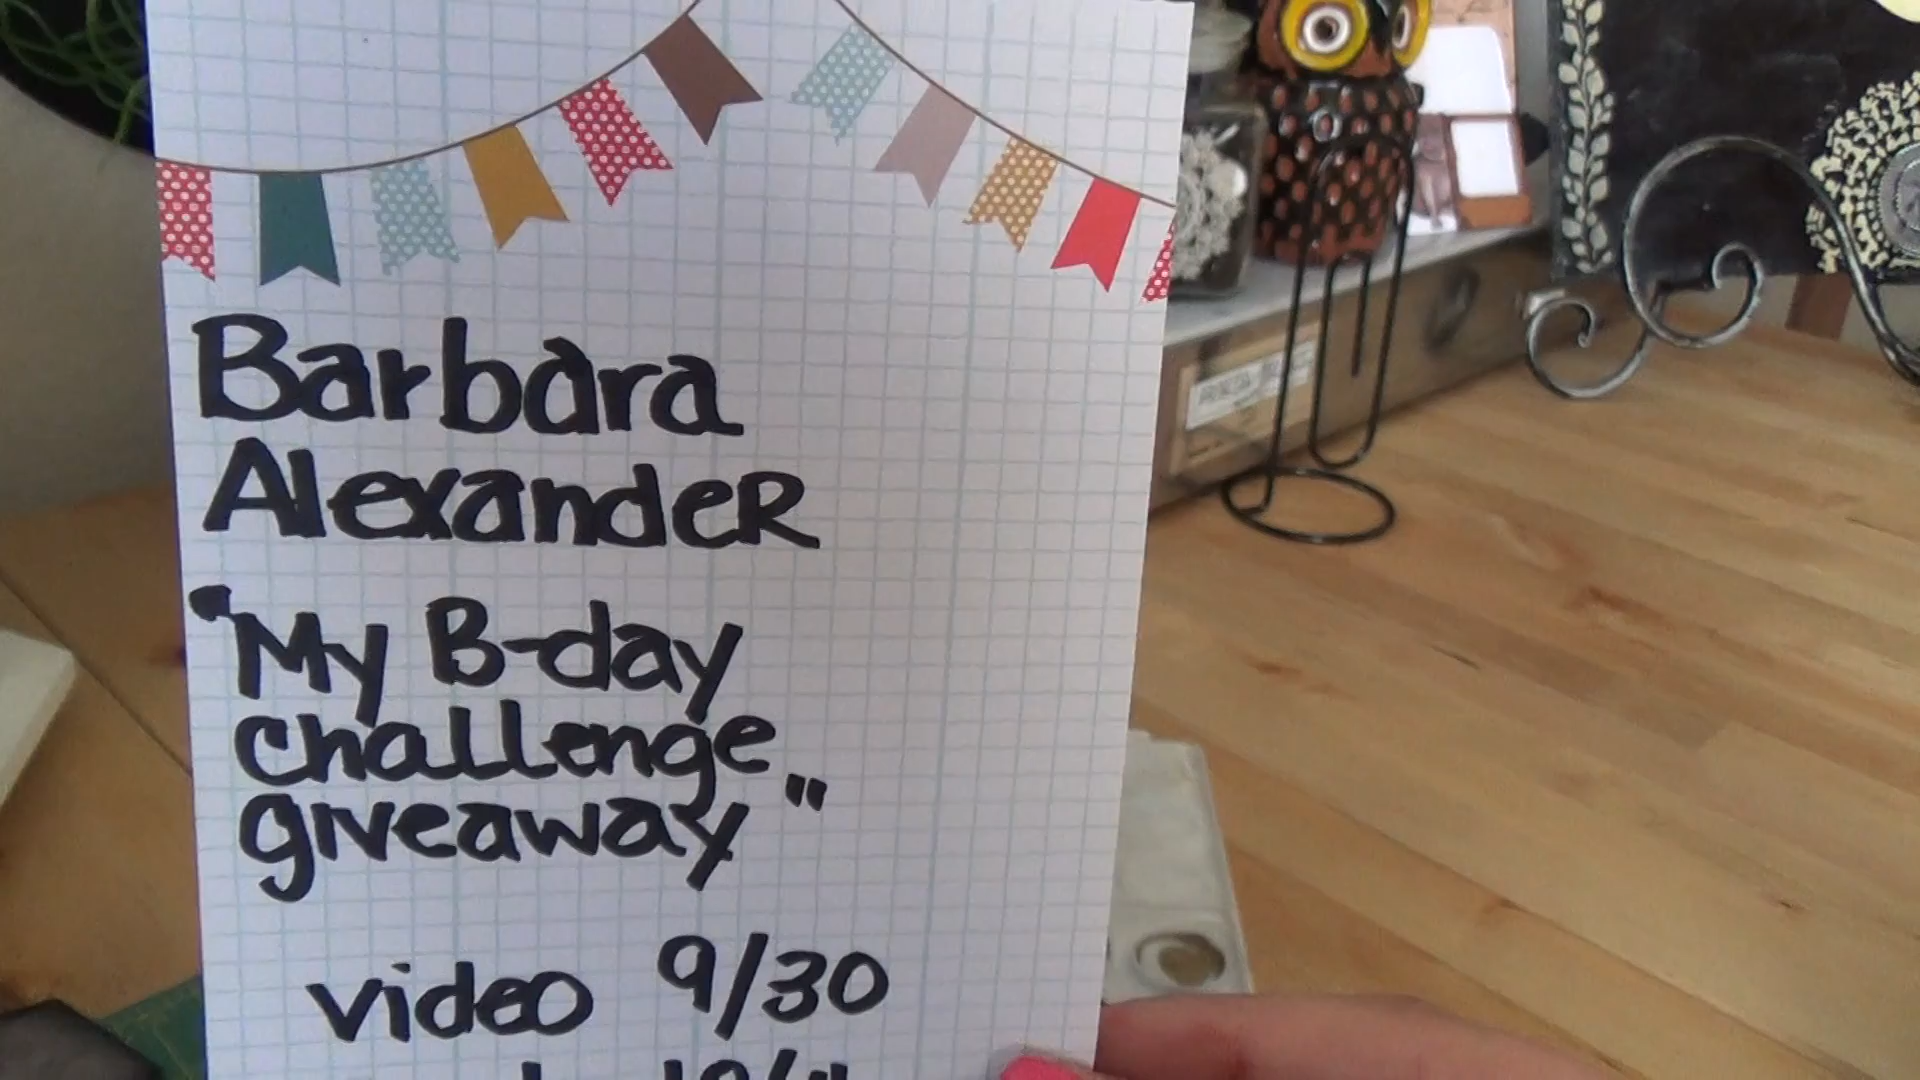 Barbara
AlexandeR
"My B-day
challenge
giveaway"
video 9/30